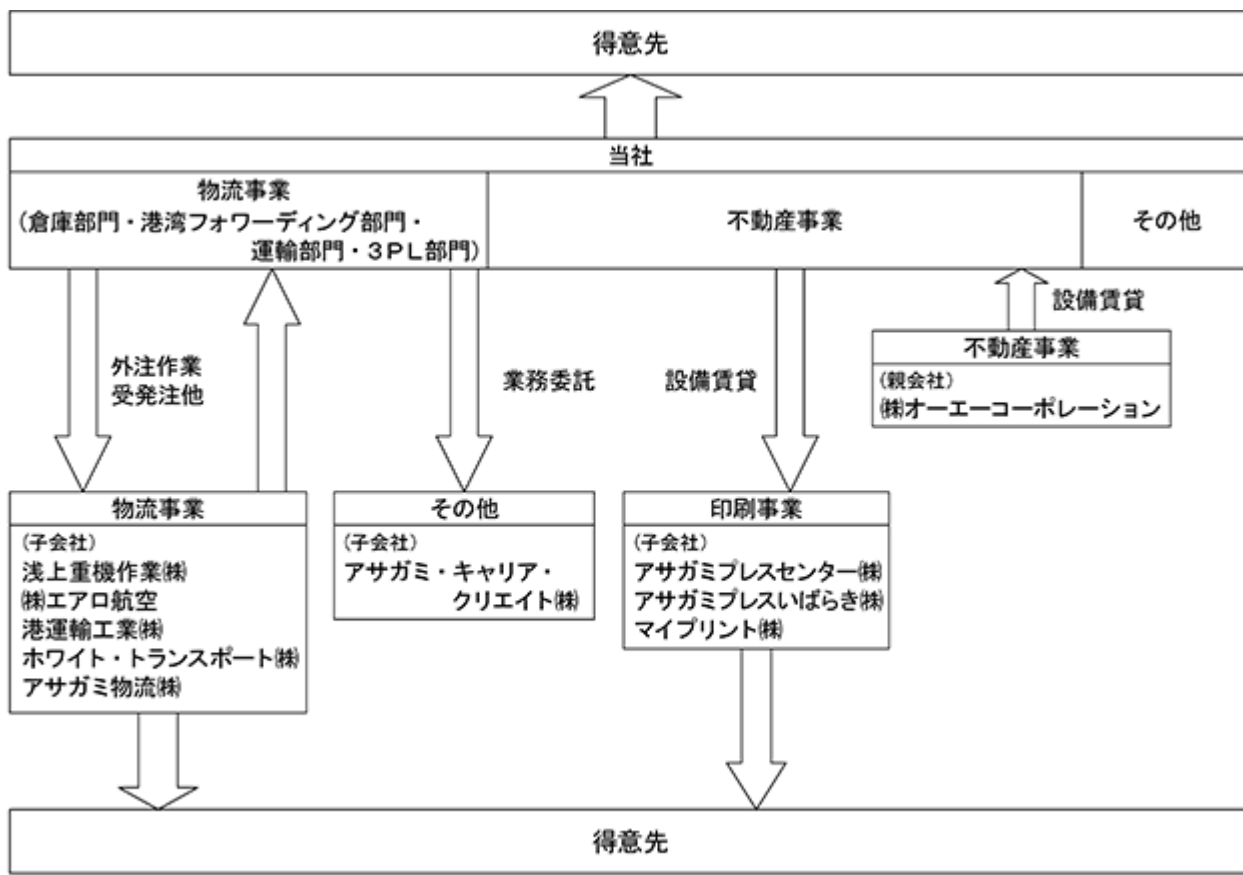 得意先
当社
物流事業
(倉庫部門・港湾フォワーディング部門・
運輸部門・3PL部門)
不動産事業
その他
外注作業
受発注他
業務委託
設備賃貸
設備賃貸
不動産事業
(親会社)
㈱オーエーコーポレーション
物流事業
(子会社)
浅上重機作業㈱
㈱エアロ航空
港運輸工業㈱
ホワイト・トランスポート㈱
アサガミ物流㈱
その他
(子会社)
アサガミ・キャリア・
クリエイト㈱
印刷事業
(子会社)
アサガミプレスセンター㈱
アサガミプレスいばらき㈱
マイプリント㈱
得意先